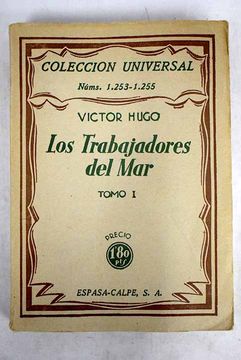 COLECCION UNIVERSAL
Núms. 1.253-1.255
VICTOR HUGO
Los Trabajadores
del Mar
TOMO I
PRECIO
1'80
pts
ESPASA-CALPE, S. A.